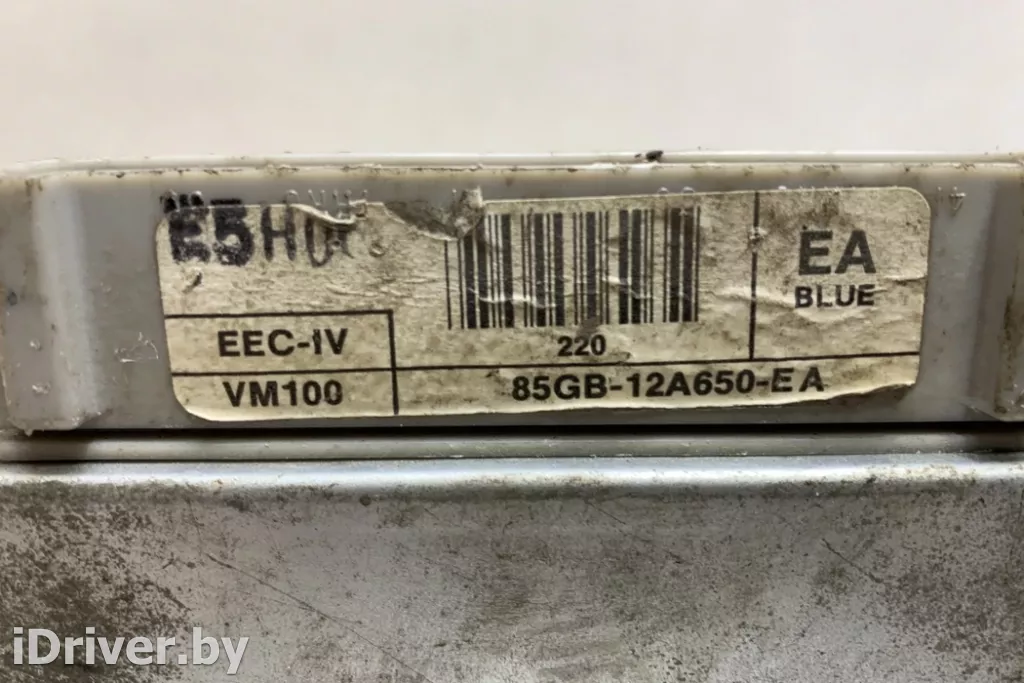 EA
BLUE
EEC-IV
220
VM100
85GB-12A650-EA
iDriver.by